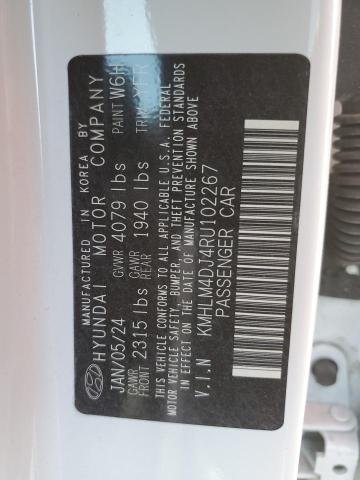 MANUFACTURED IN KOREA BY
HYUNDAI MOTOR COMPANY
JAN/05/24 GVWR 4079 lbs PAINT W6H
GAWR FRONT 2315 lbs GAWR REAR 1940 lbs TRIM
THIS VEHICLE CONFORMS TO ALL APPLICABLE U.S.A. FEDERAL
MOTOR VEHICLE SAFETY, BUMPER, AND THEFT PREVENTION STANDARDS
IN EFFECT ON THE DATE OF MANUFACTURE SHOWN ABOVE
V.I.N KMHLM4DJ4RU102267
PASSENGER CAR